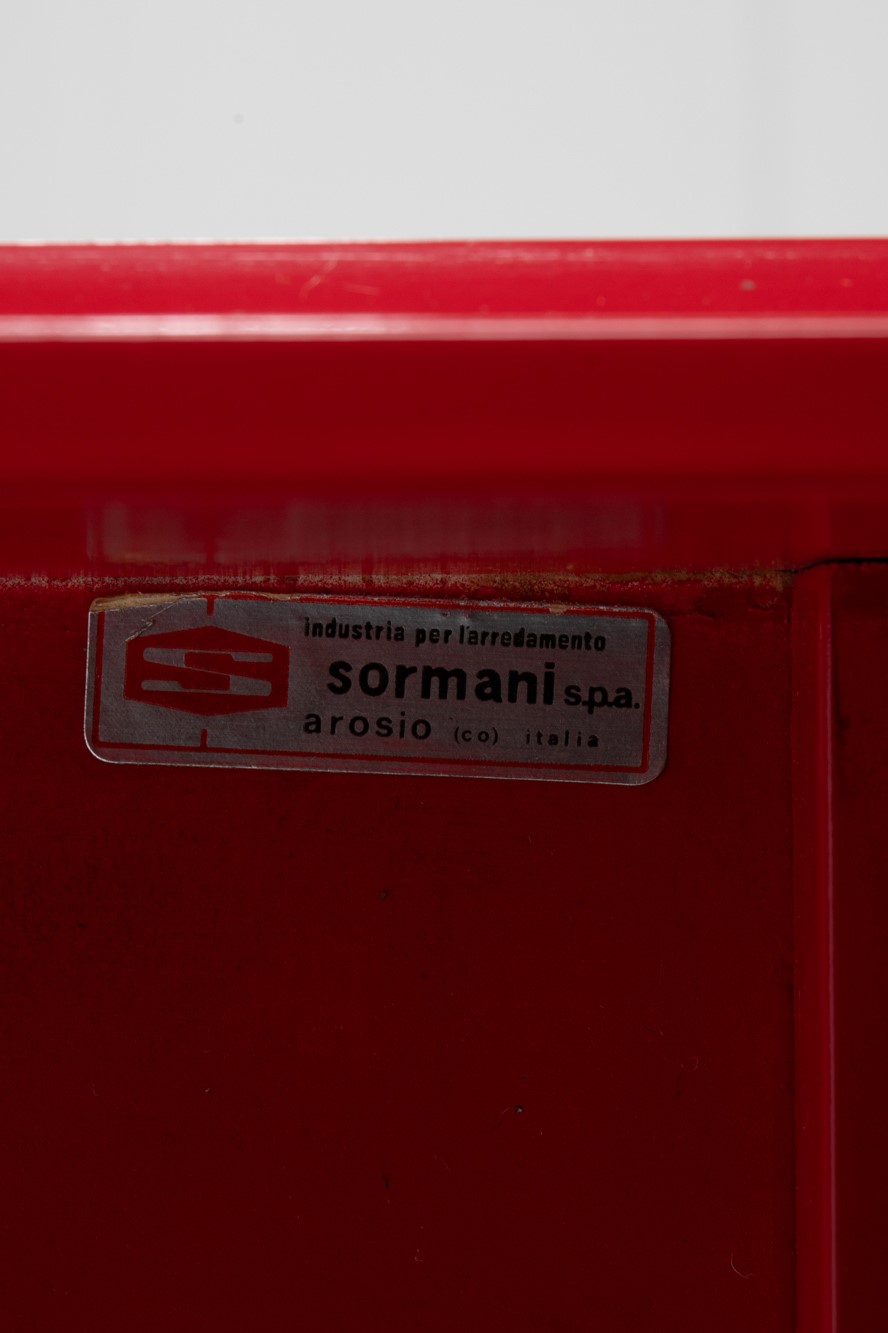 industria per l'arredamento
sormani s.p.a.
arosio (co) italia